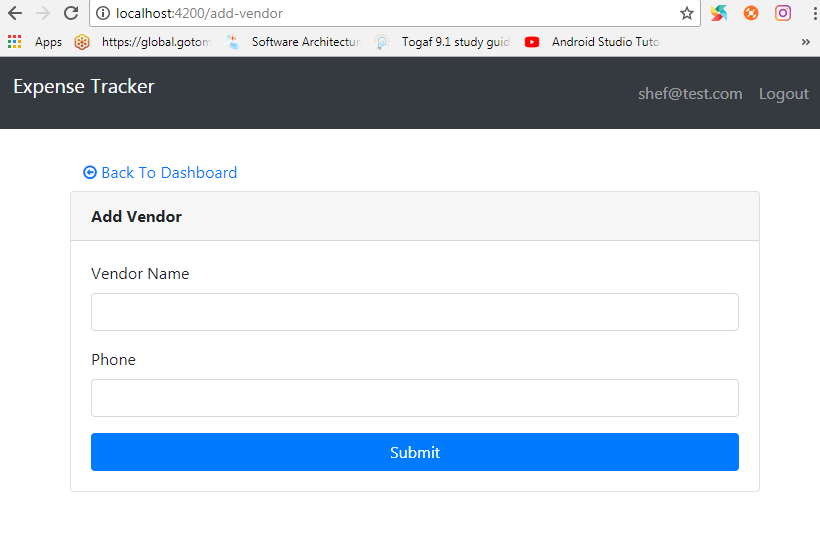 localhost:4200/add-vendor
Apps https://global.gotom Software Architectur Togaf 9.1 study guid Android Studio Tuto
Expense Tracker
shef@test.com Logout
Back To Dashboard
Add Vendor
Vendor Name
Phone
Submit